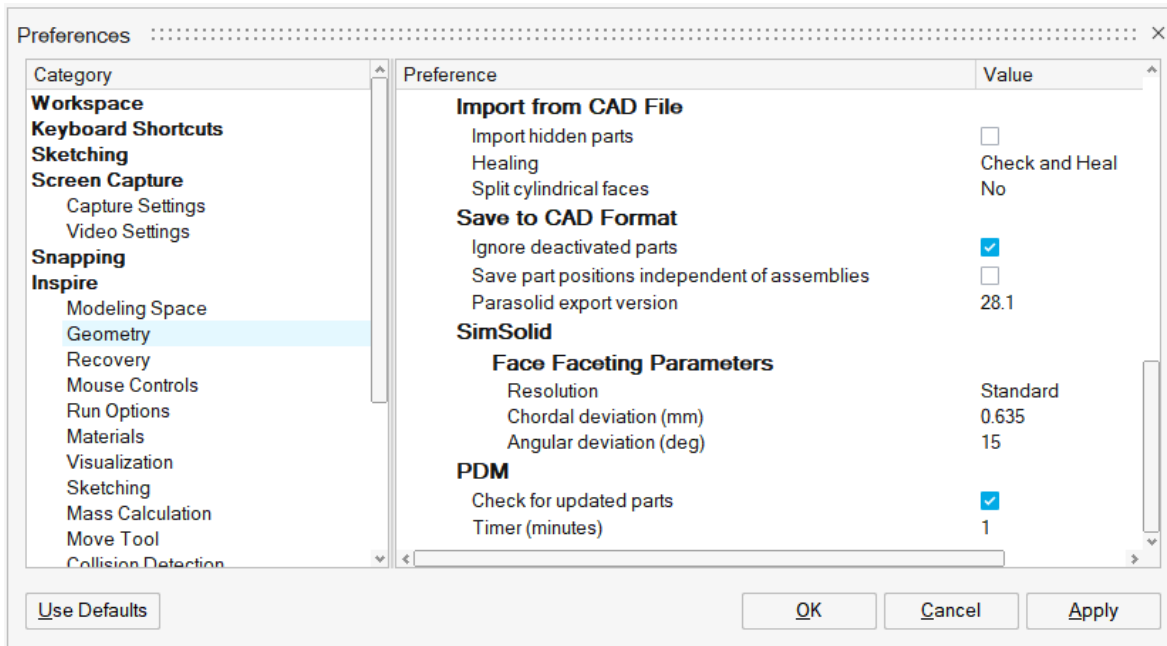 Preferences
Category
Workspace
Keyboard Shortcuts
Sketching
Screen Capture
Capture Settings
Video Settings
Snapping
Inspire
Modeling Space
Geometry
Recovery
Mouse Controls
Run Options
Materials
Visualization
Sketching
Mass Calculation
Move Tool
Collision Detection
Preference Value
Import from CAD File
Import hidden parts
Healing Check and Heal
Split cylindrical faces No
Save to CAD Format
Ignore deactivated parts
Save part positions independent of assemblies
Parasolid export version 28.1
SimSolid
Face Faceting Parameters
Resolution Standard
Chordal deviation (mm) 0.635
Angular deviation (deg) 15
PDM
Check for updated parts
Timer (minutes) 1
Use Defaults OK Cancel Apply